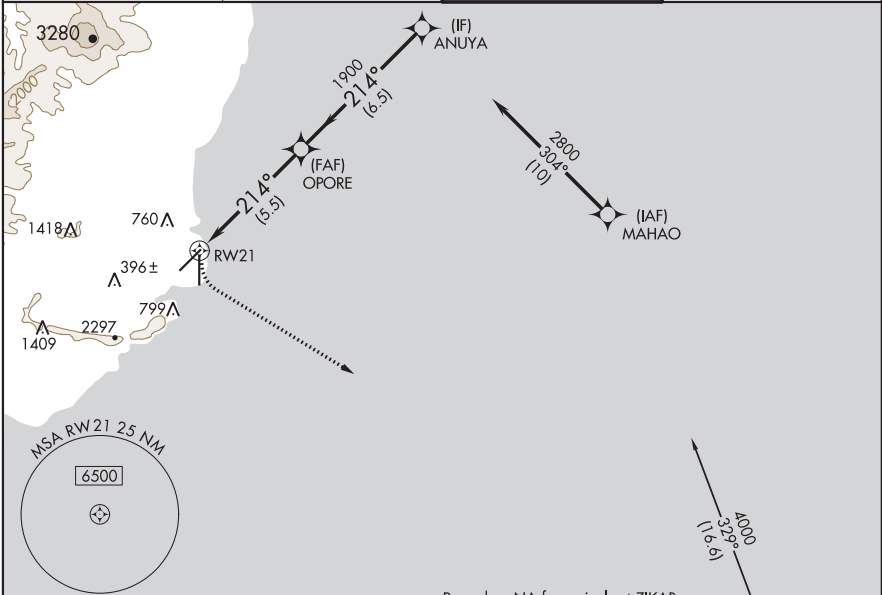 3280
2000
(IF)
ANUYA
1900
214°
(6.5)
(FAF)
OPORE
214°
(5.5)
2800
304°
(10)
(IAF)
MAHAO
1418
760
396±
RW21
799
2297
1409
MSA RW21 25 NM
6500
4000
329°
(16.6)